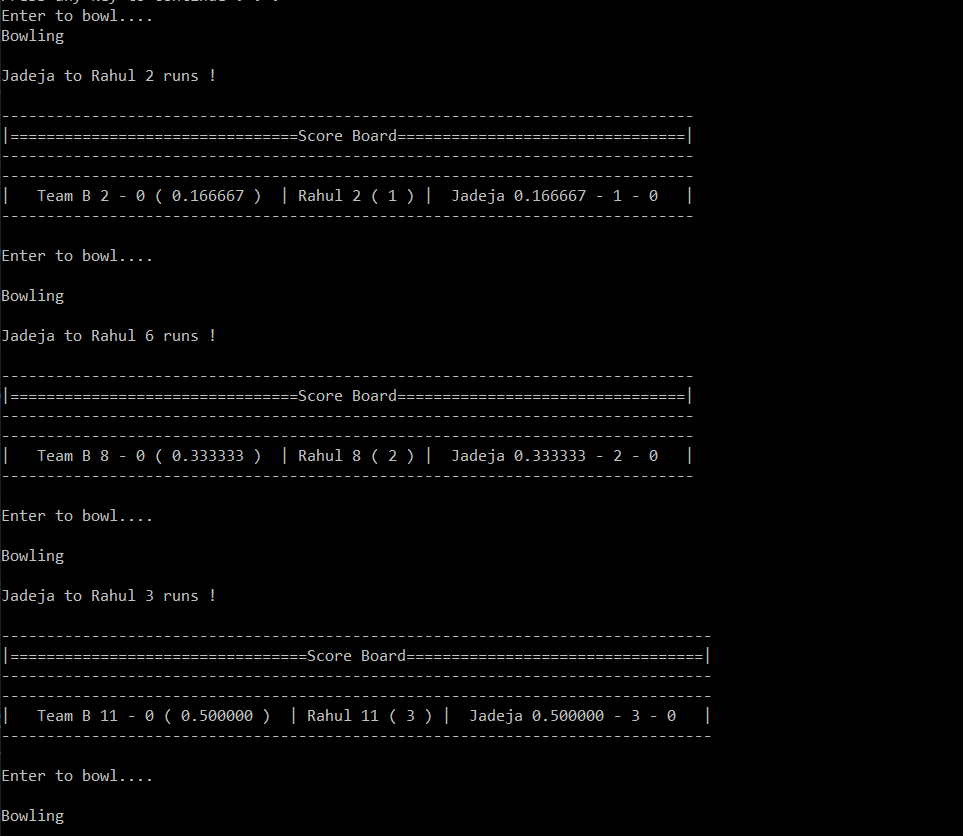 Enter to bowl....
Bowling
Jadeja to Rahul 2 runs !
-----------------------------------------------------------------------------
|================================Score Board================================|
-----------------------------------------------------------------------------
-----------------------------------------------------------------------------
|   Team B 2 - 0 ( 0.166667 )  | Rahul 2 ( 1 ) |  Jadeja 0.166667 - 1 - 0   |
-----------------------------------------------------------------------------
Enter to bowl....
Bowling
Jadeja to Rahul 6 runs !
-----------------------------------------------------------------------------
|================================Score Board================================|
-----------------------------------------------------------------------------
-----------------------------------------------------------------------------
|   Team B 8 - 0 ( 0.333333 )  | Rahul 8 ( 2 ) |  Jadeja 0.333333 - 2 - 0   |
-----------------------------------------------------------------------------
Enter to bowl....
Bowling
Jadeja to Rahul 3 runs !
-------------------------------------------------------------------------------
|=================================Score Board=================================|
-------------------------------------------------------------------------------
-------------------------------------------------------------------------------
|   Team B 11 - 0 ( 0.500000 )  | Rahul 11 ( 3 ) |  Jadeja 0.500000 - 3 - 0   |
-------------------------------------------------------------------------------
Enter to bowl....
Bowling